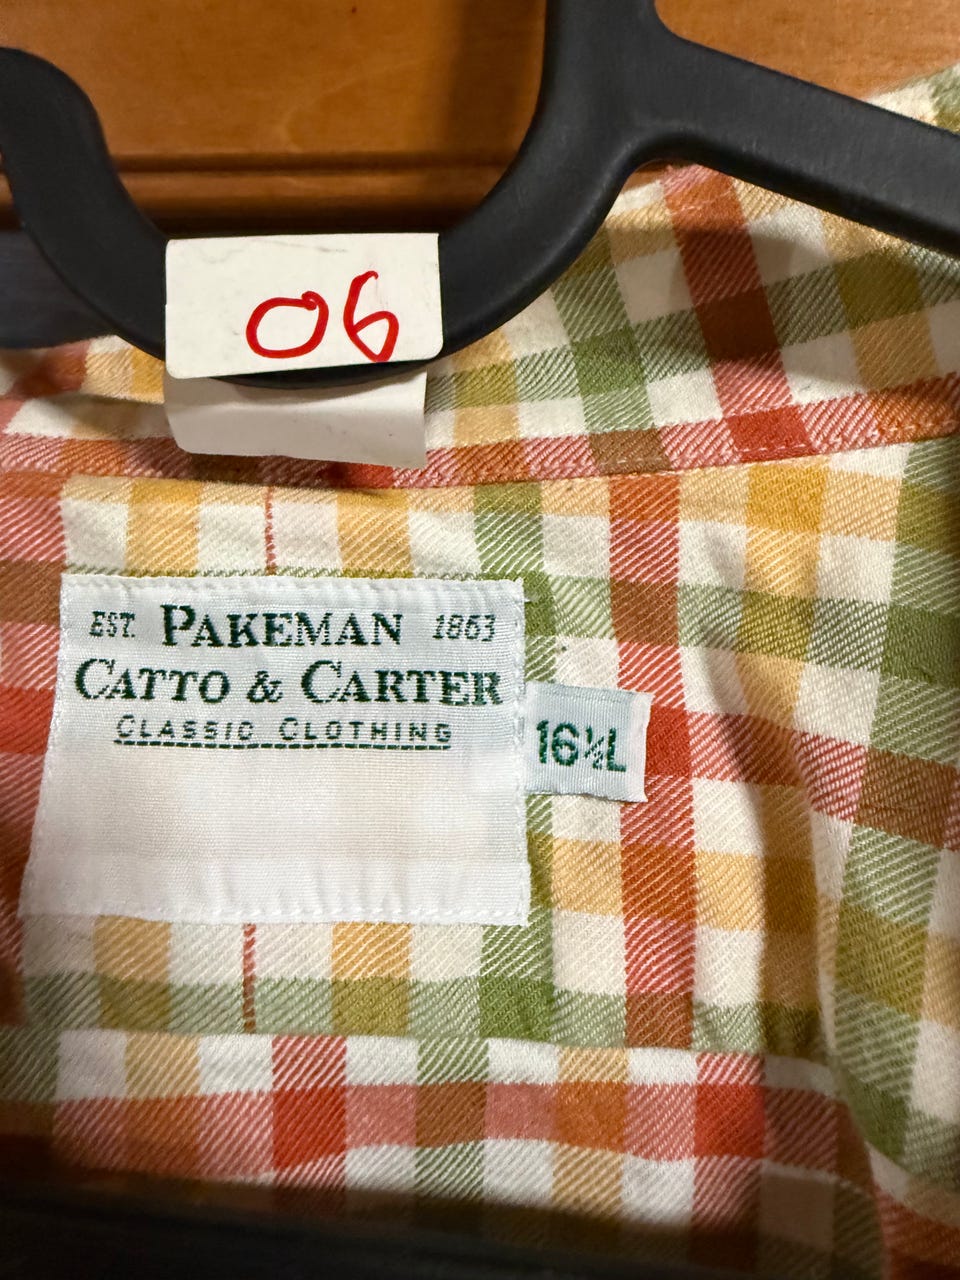 06
EST. PAKEMAN 1863
CATTO & CARTER
CLASSIC CLOTHING
16½L